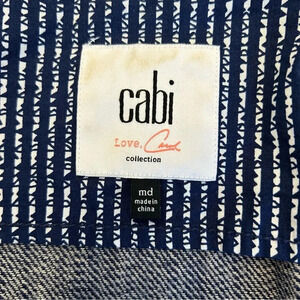 cabi
Love, Carol
collection
md
made in
china